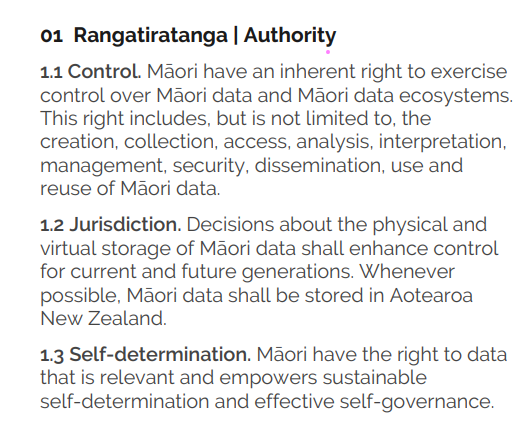 01 Rangatiratanga | Authority
1.1 Control. Māori have an inherent right to exercise
control over Māori data and Māori data ecosystems.
This right includes, but is not limited to, the
creation, collection, access, analysis, interpretation,
management, security, dissemination, use and
reuse of Māori data.
1.2 Jurisdiction. Decisions about the physical and
virtual storage of Māori data shall enhance control
for current and future generations. Whenever
possible, Māori data shall be stored in Aotearoa
New Zealand.
1.3 Self-determination. Māori have the right to data
that is relevant and empowers sustainable
self-determination and effective self-governance.